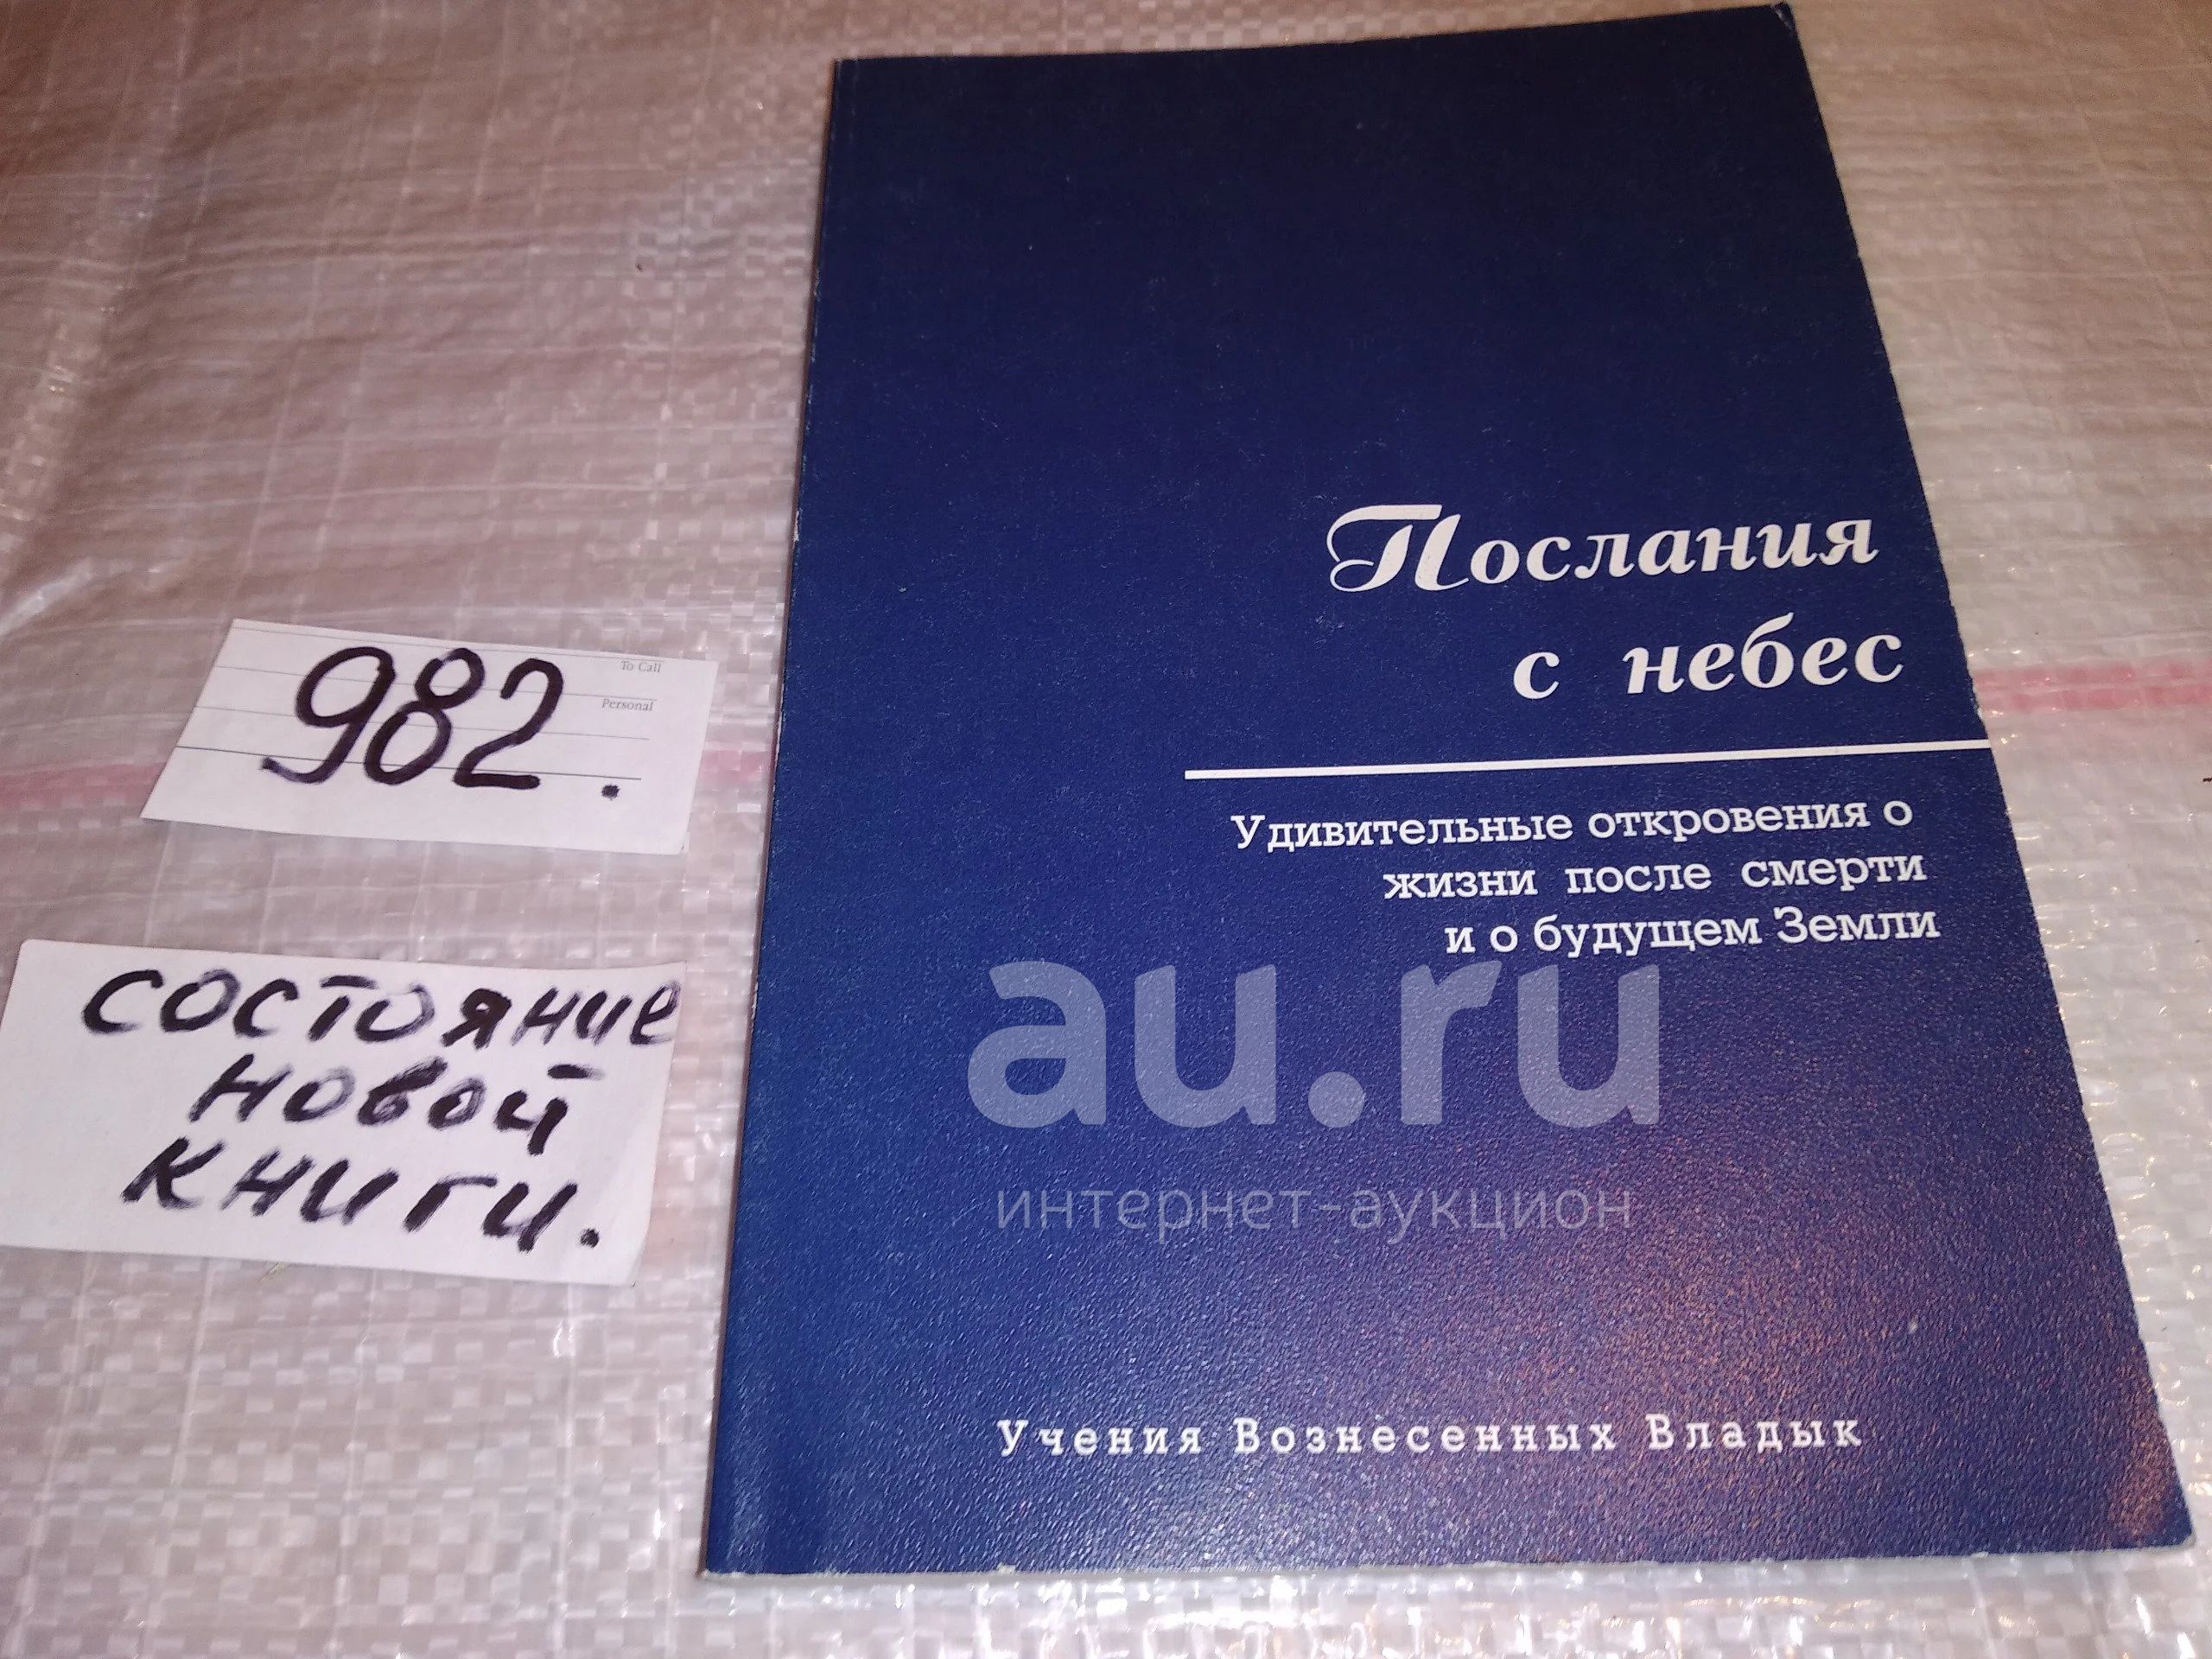 Послания
с небес
Удивительные откровения о
жизни после смерти
и о будущем Земли
Учения Вознесенных Владык
To Call
Personal
982.
состояние
новой
книги.
au.ru
интернет-аукцион